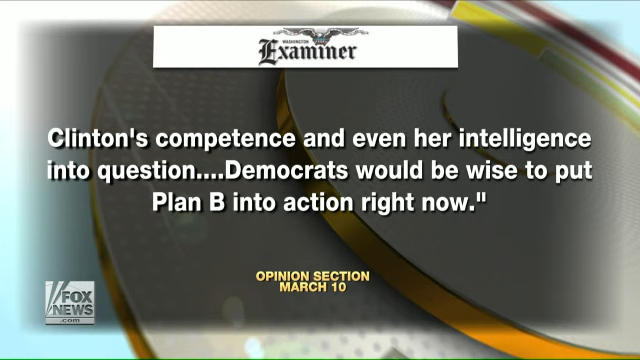 WASHINGTON
Examiner
Clinton's competence and even her intelligence
into question....Democrats would be wise to put
Plan B into action right now."
OPINION SECTION
MARCH 10
FOX
NEWS
.com